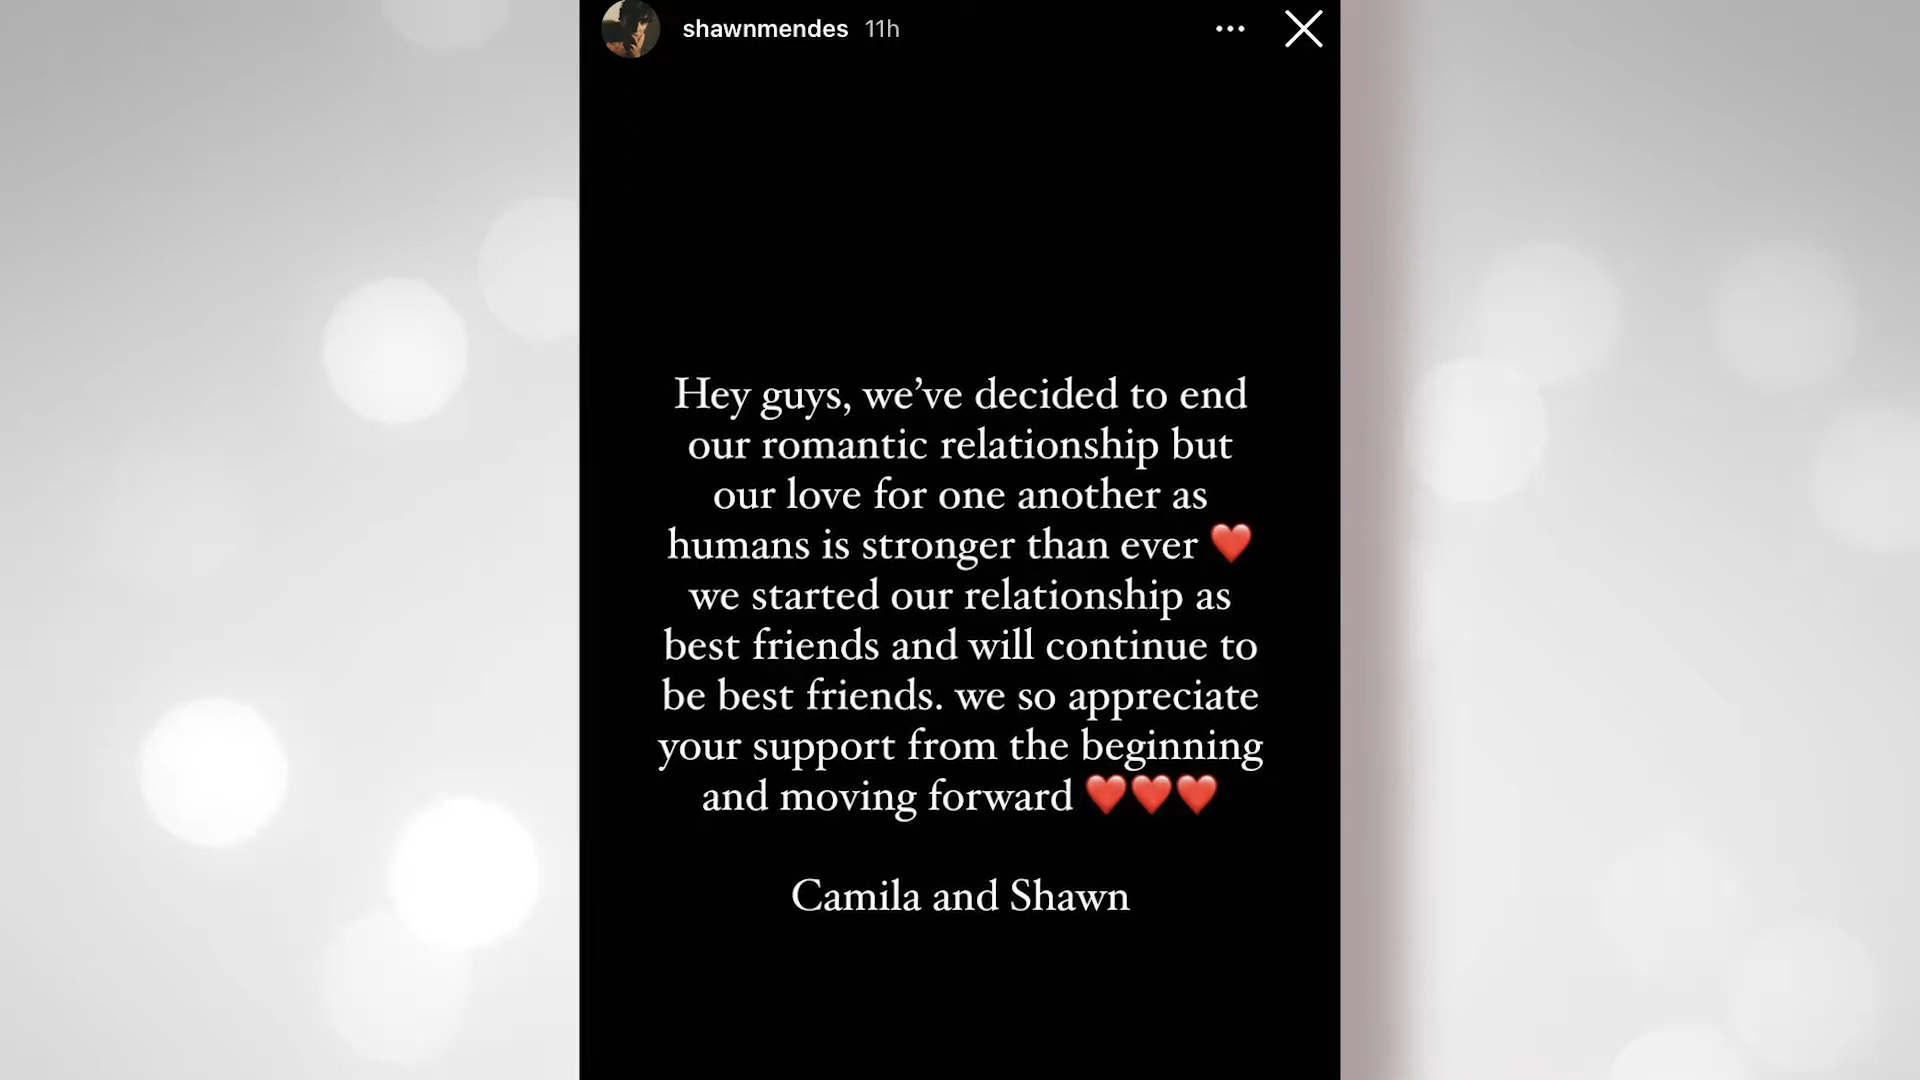 shawnmendes 11h
Hey guys, we’ve decided to end
our romantic relationship but
our love for one another as
humans is stronger than ever ❤️
we started our relationship as
best friends and will continue to
be best friends. we so appreciate
your support from the beginning
and moving forward ❤️❤️❤️
Camila and Shawn